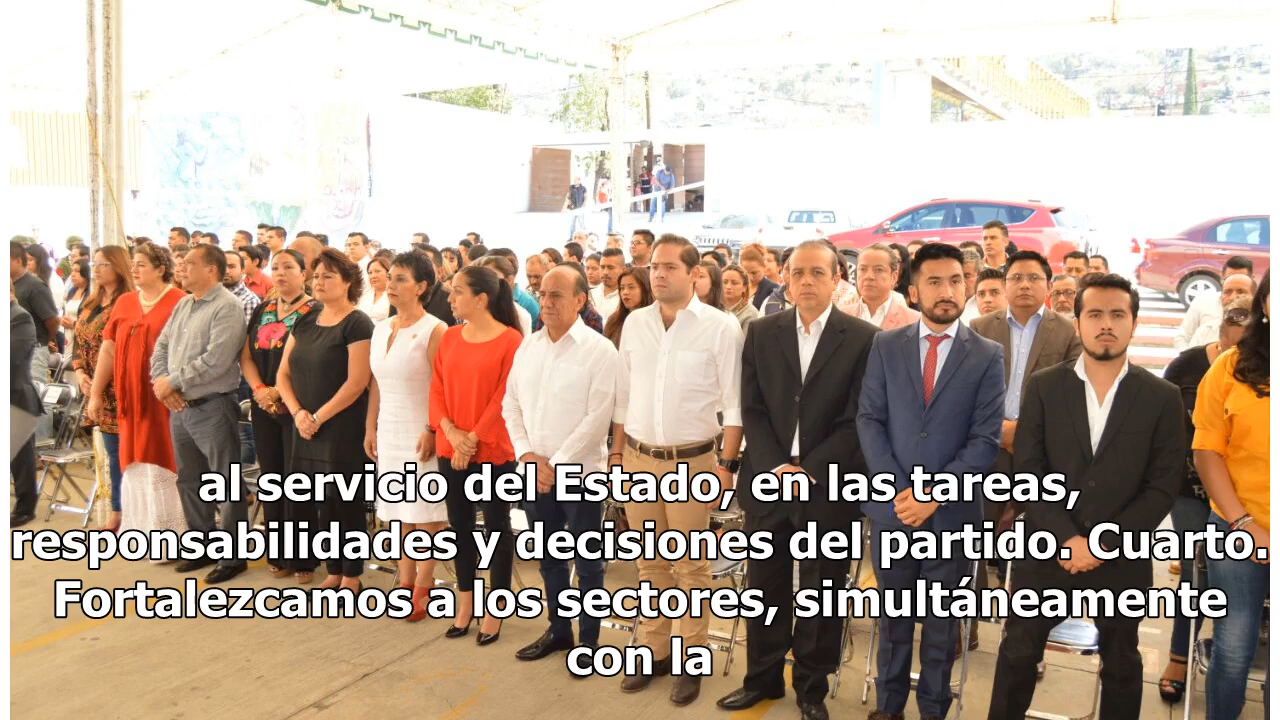 al servicio del Estado, en las tareas,
responsabilidades y decisiones del partido. Cuarto.
Fortalezcamos a los sectores, simultáneamente
con la